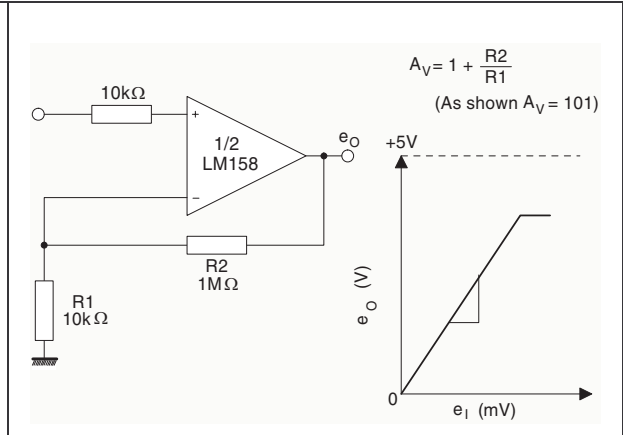 10kΩ
+
1/2
LM158
−
e_O
R2
1MΩ
R1
10kΩ
A_V = 1 + R2/R1
(As shown A_V = 101)
+5V
e_O (V)
0
e_I (mV)